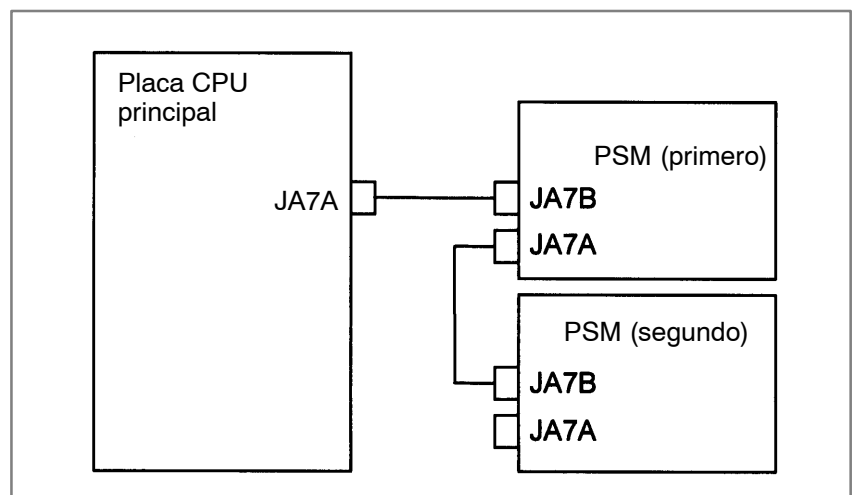 Placa CPU
principal
JA7A
PSM (primero)
JA7B
JA7A
PSM (segundo)
JA7B
JA7A